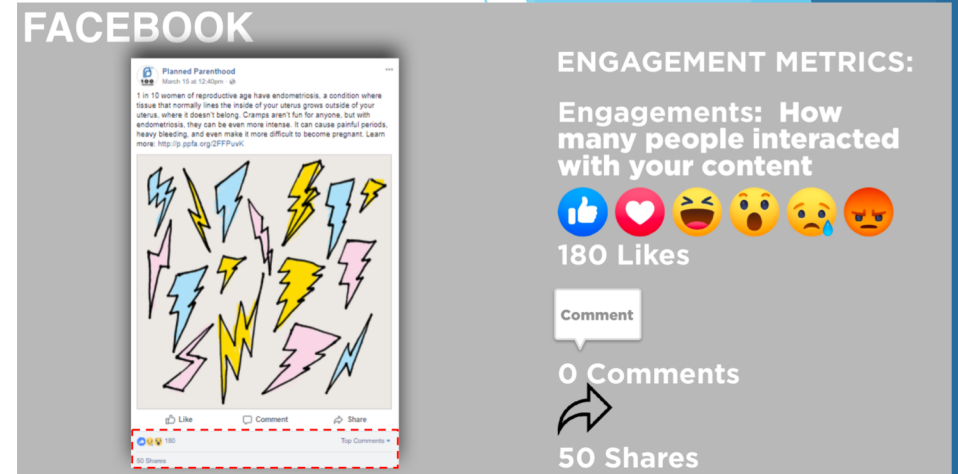 FACEBOOK
Planned Parenthood
March 15 at 12:40pm
1 in 10 women of reproductive age have endometriosis, a condition where
tissue that normally lines the inside of your uterus grows outside of your
uterus, where it doesn't belong. Cramps aren't fun for anyone, but with
endometriosis, they can be even more intense. It can cause painful periods,
heavy bleeding, and even make it more difficult to become pregnant. Learn
more: http://p.ppfa.org/2FFPuvK
Like Comment Share
180 Top Comments
50 Shares
ENGAGEMENT METRICS:
Engagements: How
many people interacted
with your content
180 Likes
Comment
0 Comments
50 Shares